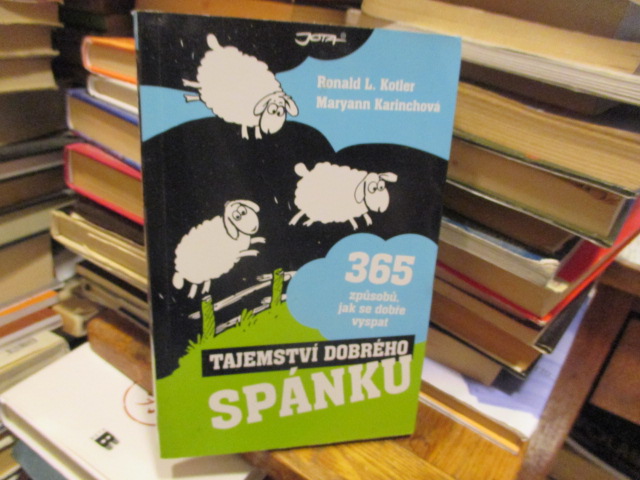 JOTA
Ronald L. Kotler
Maryann Karinchová
365
způsobů,
jak se dobře
vyspat
TAJEMSTVÍ DOBRÉHO
SPÁNKU